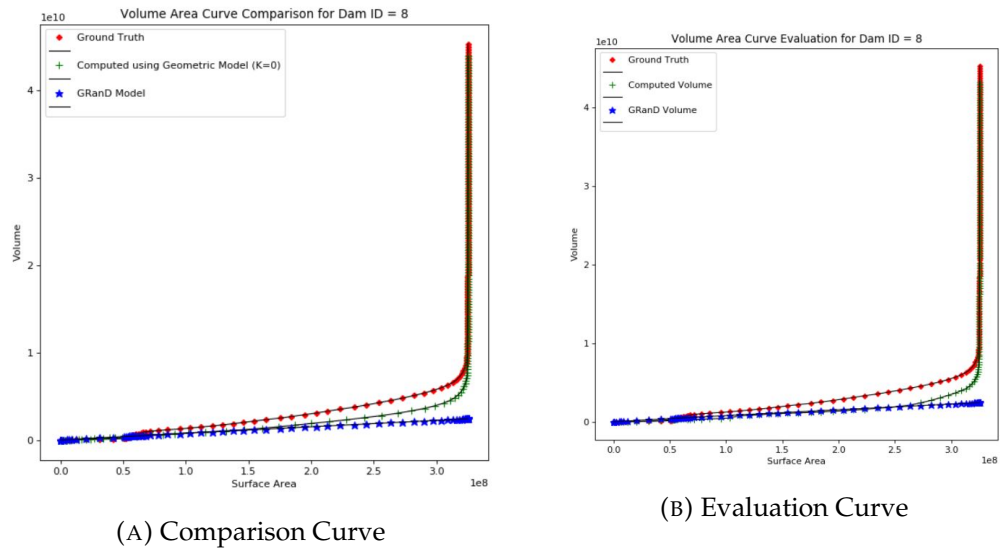 Volume Area Curve Comparison for Dam ID = 8
1e10
Ground Truth
Computed using Geometric Model (K=0)
GRanD Model
4
3
2
1
0
Volume
0.0 0.5 1.0 1.5 2.0 2.5 3.0
1e8
Surface Area
(A) Comparison Curve
Volume Area Curve Evaluation for Dam ID = 8
1e10
Ground Truth
Computed Volume
GRanD Volume
4
3
2
1
0
Volume
0.0 0.5 1.0 1.5 2.0 2.5 3.0
1e8
Surface Area
(B) Evaluation Curve